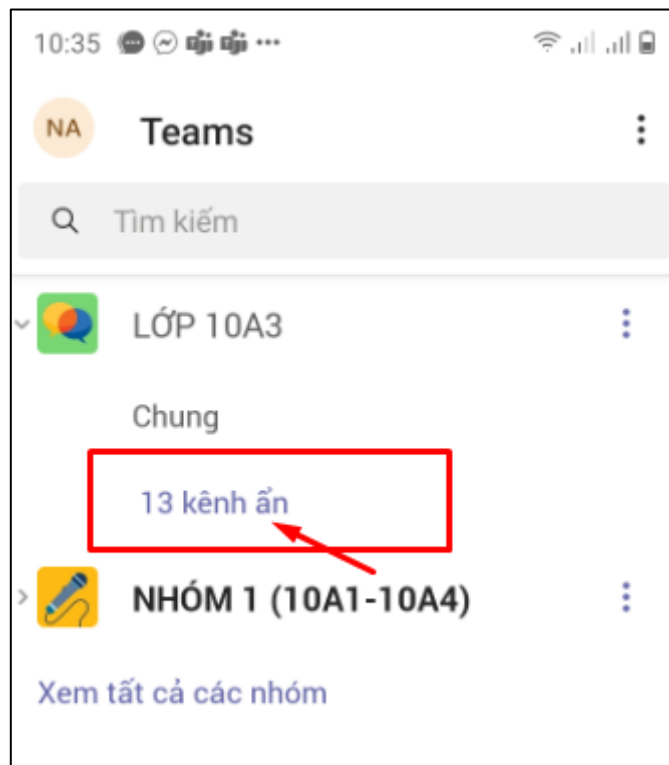 10:35
NA Teams
Tìm kiếm
LỚP 10A3
Chung
13 kênh ẩn
NHÓM 1 (10A1-10A4)
Xem tất cả các nhóm